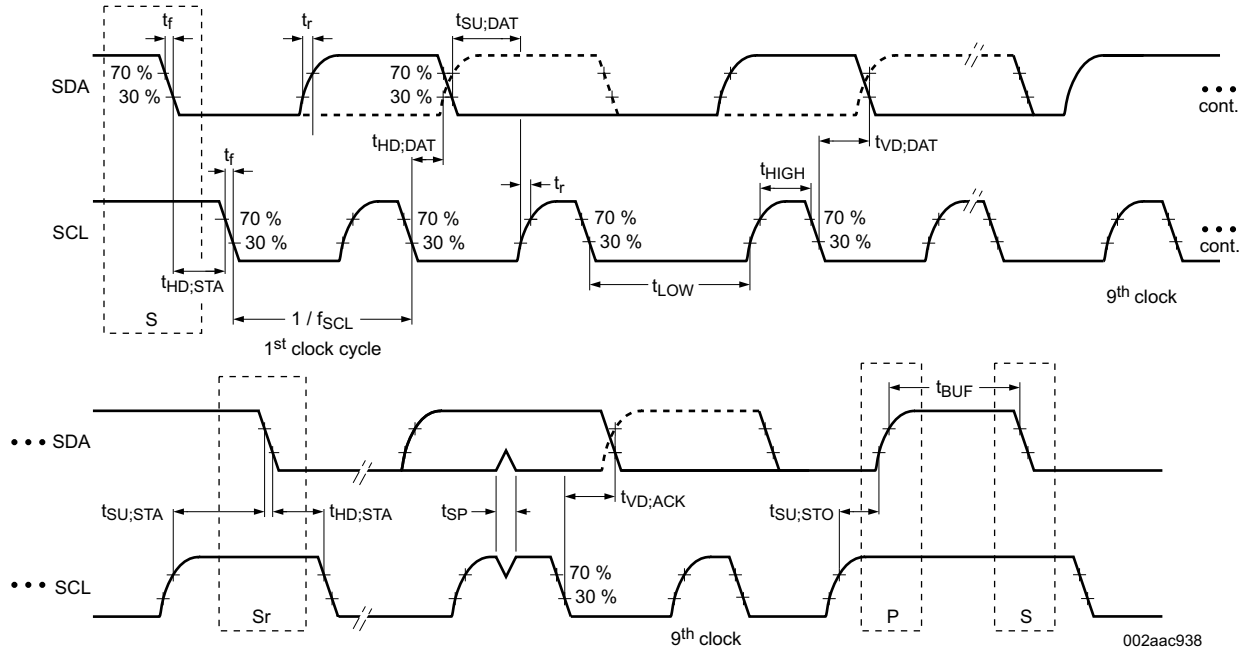 tf
tr
tSU;DAT
SDA
70 %
30 %
70 %
30 %
• • •
cont.
tHD;DAT
tVD;DAT
tf
tr
tHIGH
SCL
70 %
30 %
70 %
30 %
70 %
30 %
70 %
30 %
• • •
cont.
tHD;STA
tLOW
9th clock
S
1 / fSCL
1st clock cycle
tBUF
• • • SDA
tSU;STA
tHD;STA
tSP
tVD;ACK
tSU;STO
• • • SCL
70 %
30 %
Sr
9th clock
P
S
002aac938